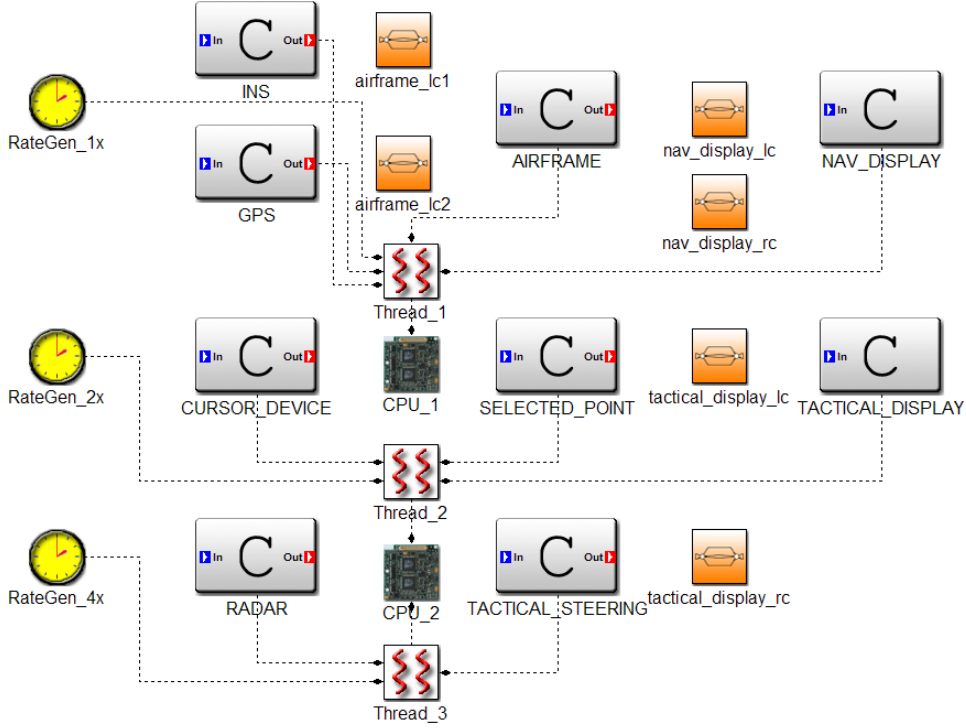 In C Out
INS
airframe_lc1
RateGen_1x
In C Out
AIRFRAME
nav_display_lc
In C
NAV_DISPLAY
In C Out
GPS
airframe_lc2
nav_display_rc
Thread_1
RateGen_2x
In C Out
CURSOR_DEVICE
CPU_1
In C Out
SELECTED_POINT
tactical_display_lc
In C
TACTICAL_DISPLAY
Thread_2
RateGen_4x
In C Out
RADAR
CPU_2
In C Out
TACTICAL_STEERING
tactical_display_rc
Thread_3